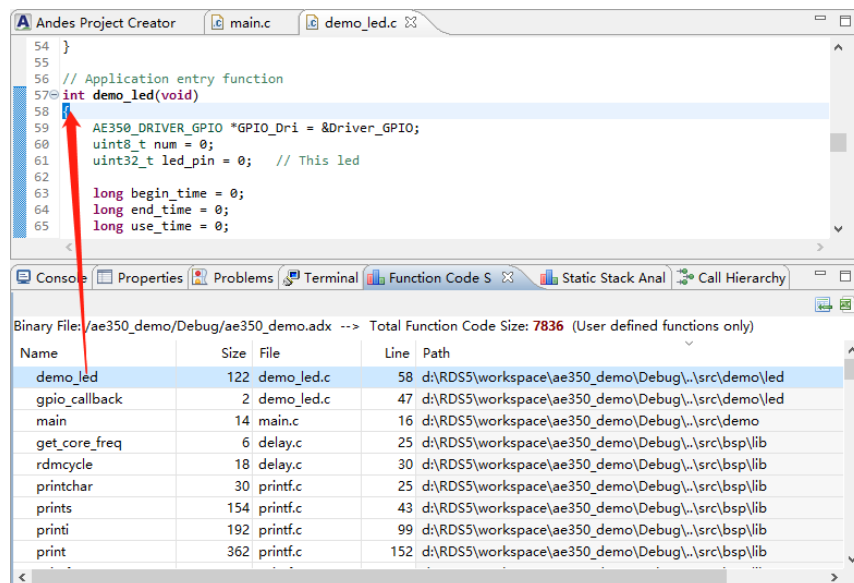 Andes Project Creator main.c demo_led.c
54 }
55
56 // Application entry function
57 int demo_led(void)
58 {
59 AE350_DRIVER_GPIO *GPIO_Dri = &Driver_GPIO;
60 uint8_t num = 0;
61 uint32_t led_pin = 0; // This led
62
63 long begin_time = 0;
64 long end_time = 0;
65 long use_time = 0;
Console Properties Problems Terminal Function Code S Static Stack Anal Call Hierarchy
Binary File: /ae350_demo/Debug/ae350_demo.adx --> Total Function Code Size: 7836 (User defined functions only)
Name Size File Line Path
demo_led 122 demo_led.c 58 d:\RDS5\workspace\ae350_demo\Debug\..\src\demo\led
gpio_callback 2 demo_led.c 47 d:\RDS5\workspace\ae350_demo\Debug\..\src\demo\led
main 14 main.c 16 d:\RDS5\workspace\ae350_demo\Debug\..\src\demo
get_core_freq 6 delay.c 25 d:\RDS5\workspace\ae350_demo\Debug\..\src\bsp\lib
rdmcycle 18 delay.c 30 d:\RDS5\workspace\ae350_demo\Debug\..\src\bsp\lib
printchar 30 printf.c 25 d:\RDS5\workspace\ae350_demo\Debug\..\src\bsp\lib
prints 154 printf.c 43 d:\RDS5\workspace\ae350_demo\Debug\..\src\bsp\lib
printi 192 printf.c 99 d:\RDS5\workspace\ae350_demo\Debug\..\src\bsp\lib
print 362 printf.c 152 d:\RDS5\workspace\ae350_demo\Debug\..\src\bsp\lib